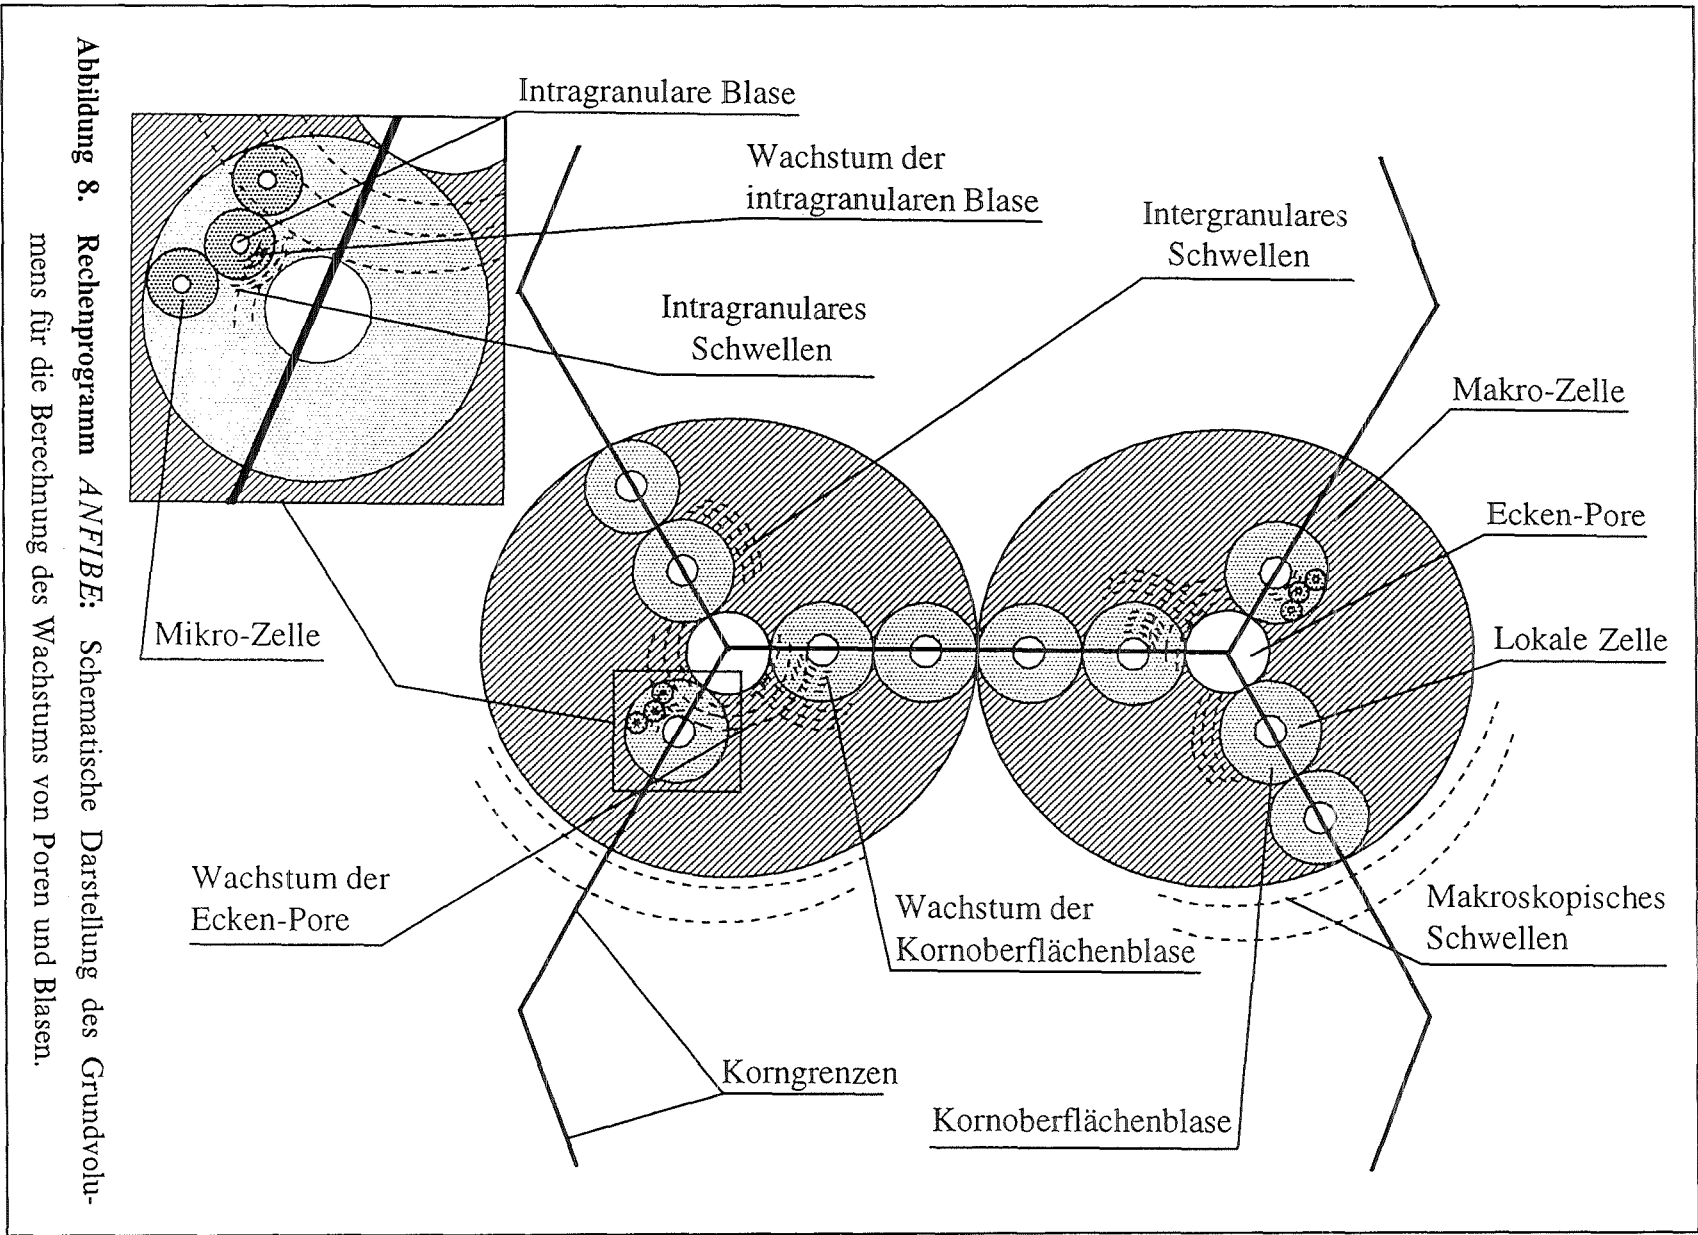 Intragranulare Blase
Wachstum der
intragranularen Blase
Intergranulares
Schwellen
Intragranulares
Schwellen
Makro-Zelle
Ecken-Pore
Mikro-Zelle
Lokale Zelle
Wachstum der
Ecken-Pore
Wachstum der
Kornoberflächenblase
Makroskopisches
Schwellen
Korngrenzen
Kornoberflächenblase
Abbildung 8. Rechenprogramm ANFIBE: Schematische Darstellung des Grundvolu-
mens für die Berechnung des Wachstums von Poren und Blasen.